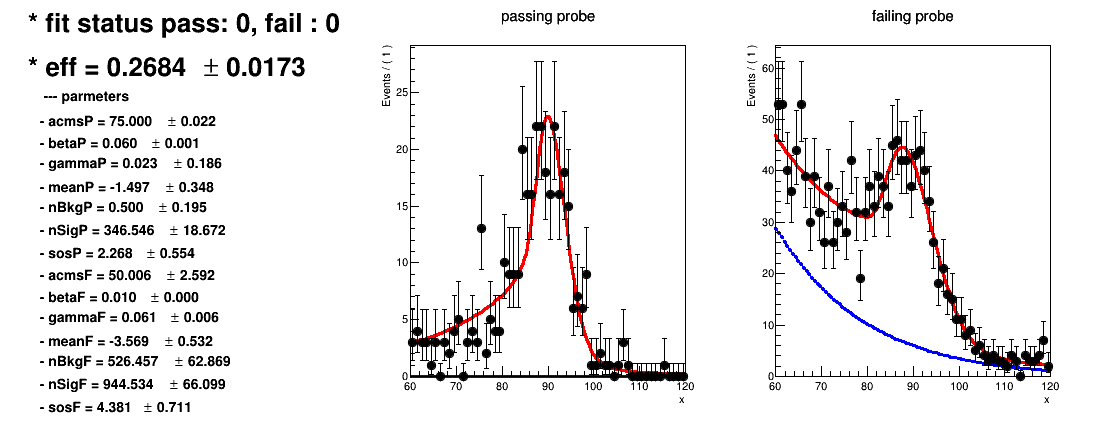 * fit status pass: 0, fail : 0
* eff = 0.2684 ± 0.0173
--- parmeters
- acmsP = 75.000 ± 0.022
- betaP = 0.060 ± 0.001
- gammaP = 0.023 ± 0.186
- meanP = -1.497 ± 0.348
- nBkgP = 0.500 ± 0.195
- nSigP = 346.546 ± 18.672
- sosP = 2.268 ± 0.554
- acmsF = 50.006 ± 2.592
- betaF = 0.010 ± 0.000
- gammaF = 0.061 ± 0.006
- meanF = -3.569 ± 0.532
- nBkgF = 526.457 ± 62.869
- nSigF = 944.534 ± 66.099
- sosF = 4.381 ± 0.711
passing probe
Events / ( 1 )
25
20
15
10
5
0
60 70 80 90 100 110 120
x
failing probe
Events / ( 1 )
60
50
40
30
20
10
0
60 70 80 90 100 110 120
x